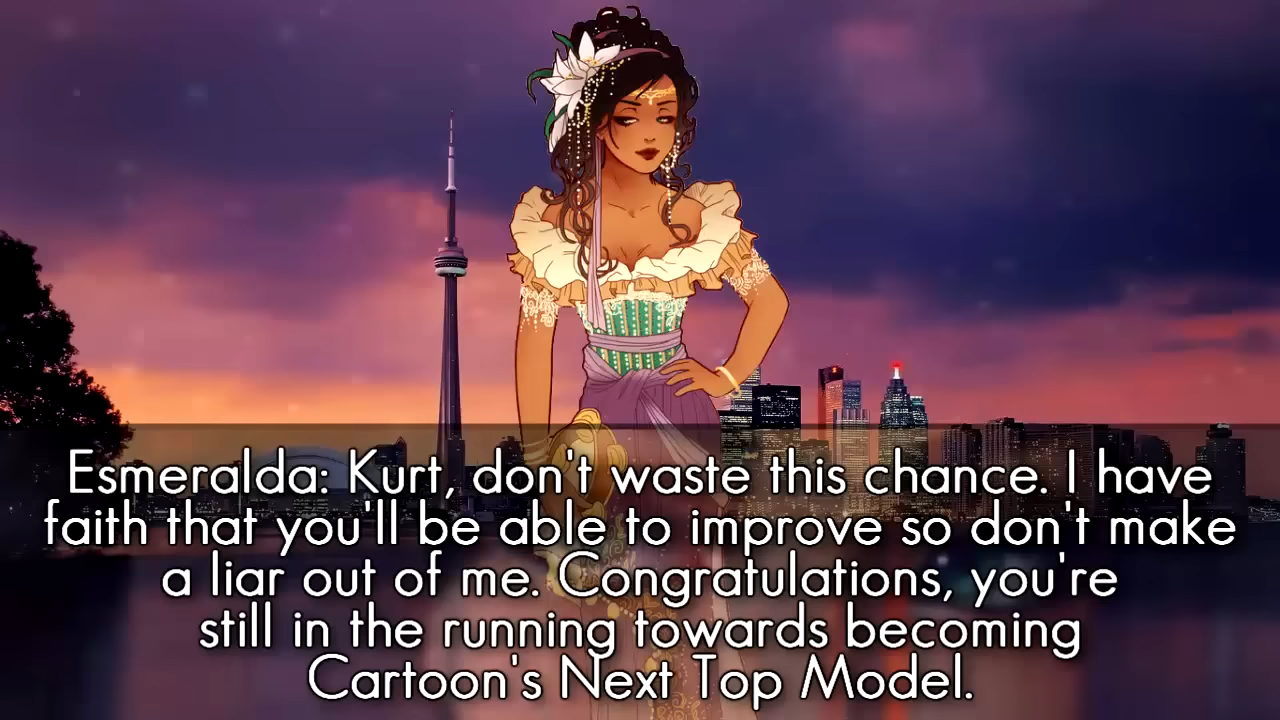 Esmeralda: Kurt, don't waste this chance. I have
faith that you'll be able to improve so don't make
a liar out of me. Congratulations, you're
still in the running towards becoming
Cartoon's Next Top Model.